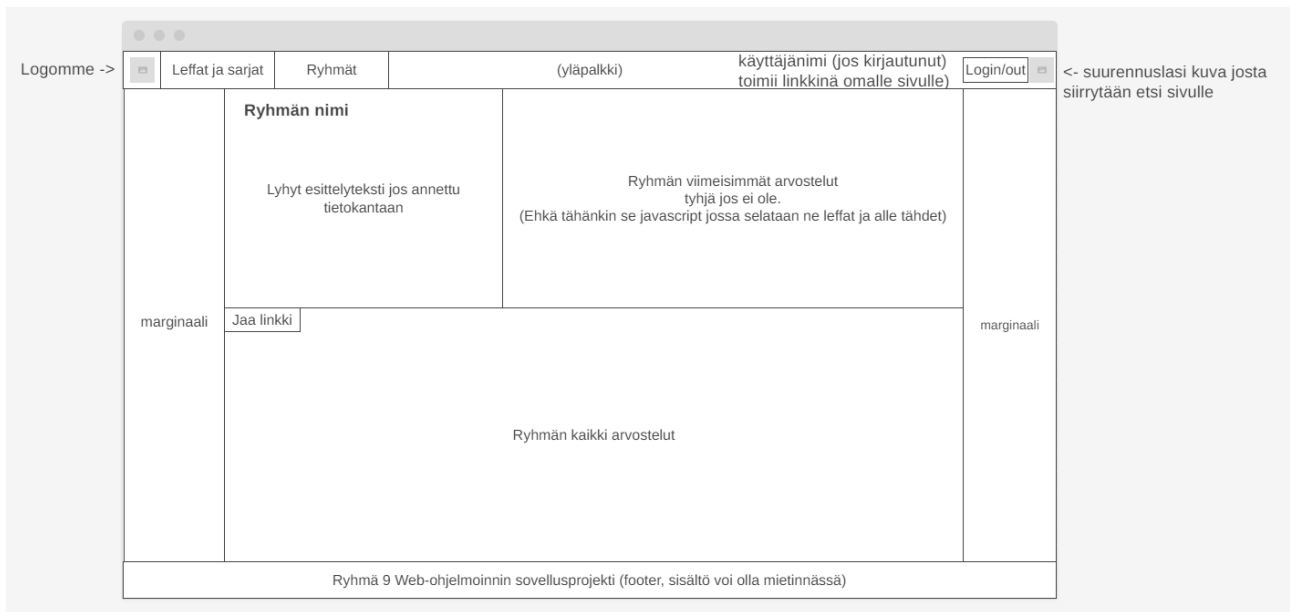 Logomme ->
Leffat ja sarjat
Ryhmät
(yläpalkki)
käyttäjänimi (jos kirjautunut)
toimii linkkinä omalle sivulle)
Login/out
<- suurennuslasi kuva josta
siirrytään etsi sivulle
Ryhmän nimi
Lyhyt esittelyteksti jos annettu
tietokantaan
Ryhmän viimeisimmät arvostelut
tyhjä jos ei ole.
(Ehkä tähänkin se javascript jossa selataan ne leffat ja alle tähdet)
marginaali
Jaa linkki
marginaali
Ryhmän kaikki arvostelut
Ryhmä 9 Web-ohjelmoinnin sovellusprojekti (footer, sisältö voi olla mietinnässä)